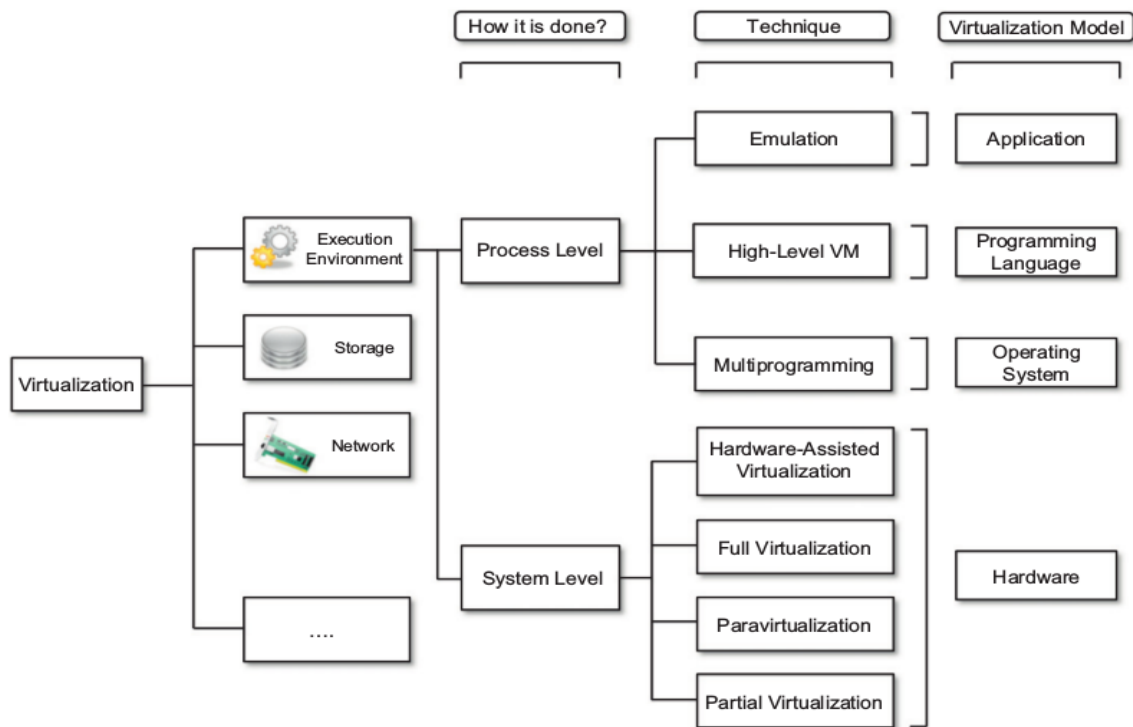 How it is done?
Technique
Virtualization Model
Emulation
Application
Execution
Environment
Process Level
High-Level VM
Programming
Language
Storage
Virtualization
Multiprogramming
Operating
System
Network
Hardware-Assisted
Virtualization
Full Virtualization
System Level
Hardware
....
Paravirtualization
Partial Virtualization